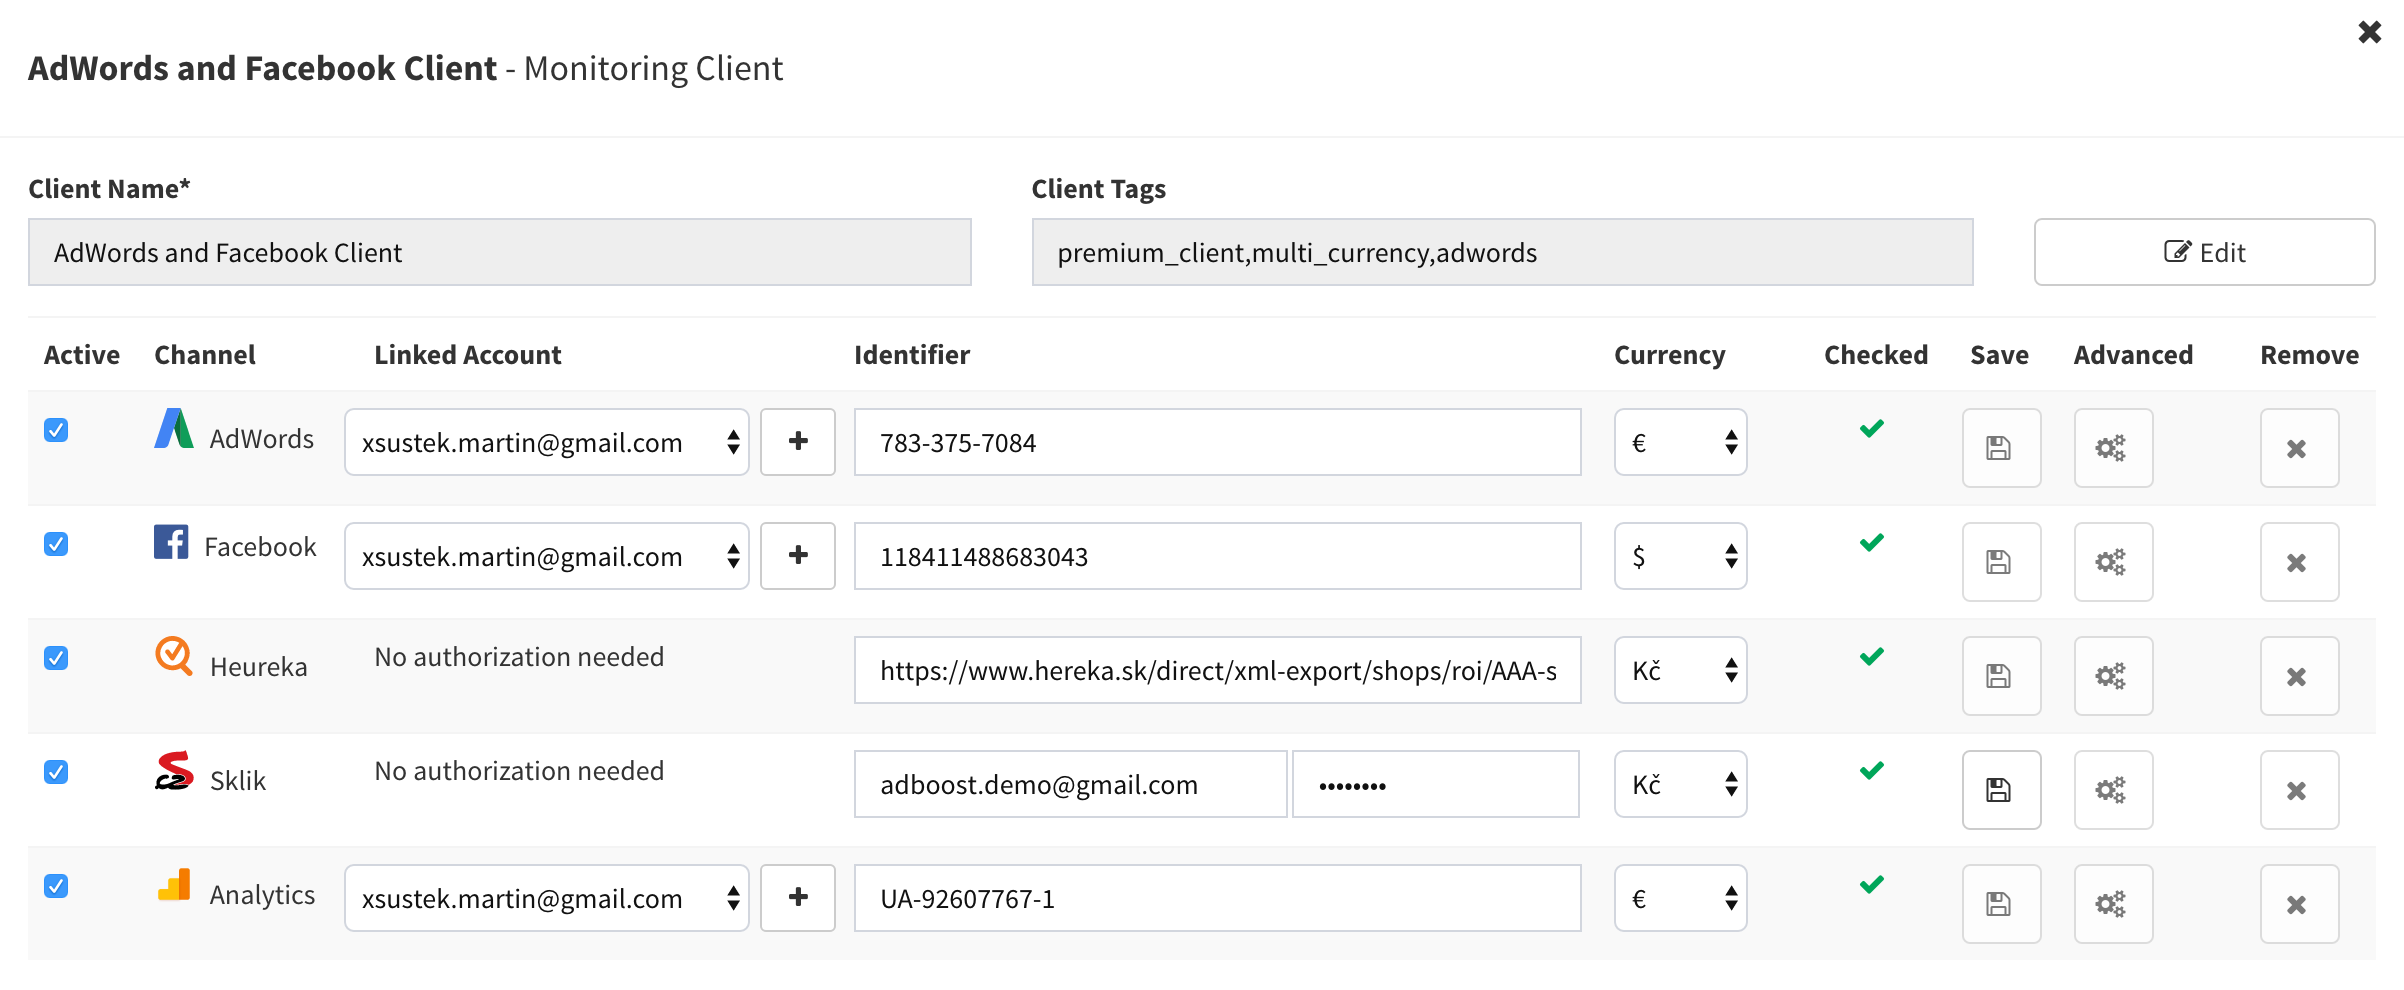 AdWords and Facebook Client - Monitoring Client
Client Name* Client Tags
AdWords and Facebook Client premium_client,multi_currency,adwords Edit
Active Channel Linked Account Identifier Currency Checked Save Advanced Remove
AdWords xsustek.martin@gmail.com 783-375-7084 €
Facebook xsustek.martin@gmail.com 118411488683043 $
Heureka No authorization needed https://www.hereka.sk/direct/xml-export/shops/roi/AAA-s Kč
Sklik No authorization needed adboost.demo@gmail.com •••••••• Kč
Analytics xsustek.martin@gmail.com UA-92607767-1 €